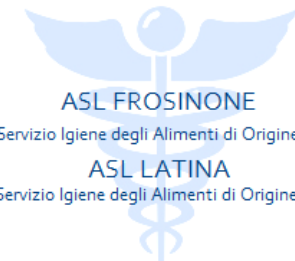 ASL FROSINONE
Servizio Igiene degli Alimenti di Origine
ASL LATINA
Servizio Igiene degli Alimenti di Origine